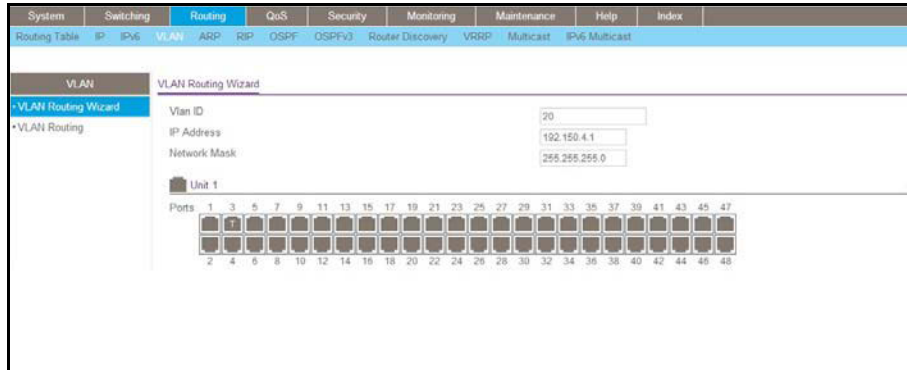 System Switching Routing QoS Security Monitoring Maintenance Help Index
Routing Table IP IPv6 VLAN ARP RIP OSPF OSPFv3 Router Discovery VRRP Multicast IPv6 Multicast
VLAN
• VLAN Routing Wizard
• VLAN Routing
VLAN Routing Wizard
Vlan ID 20
IP Address 192.150.4.1
Network Mask 255.255.255.0
Unit 1
Ports 1 3 5 7 9 11 13 15 17 19 21 23 25 27 29 31 33 35 37 39 41 43 45 47
T
2 4 6 8 10 12 14 16 18 20 22 24 26 28 30 32 34 36 38 40 42 44 46 48